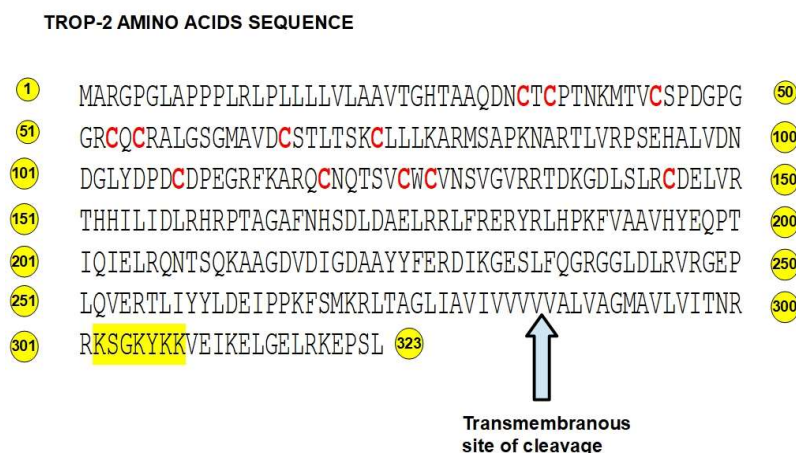 TROP-2 AMINO ACIDS SEQUENCE
1 MARGPGLAPPPLRLPLLLLVLAAVTGHTAAQDNCTCPTNKMTVCSPDGPG 50
51 GRCQCRALGSGMAVDCSTLTSKCLLLKARMSAPKNARTLVRPSEHALVDN 100
101 DGLYDPDCDPEGRFKARQCNQTSVCWCVNSVGVRRTDKGDLSLRCDELVR 150
151 THHILIDLRHRPTAGAFNHSDLDAELRRLFRERYRLHPKFVAAVHYEQPT 200
201 IQIELRQNTSQKAAGDVDIGDAAYYFERDIKGESLFQGRGGLDLRVRGEP 250
251 LQVERTLIYYLDEIPPKFSMKRLTAGLIAVIVVVVVALVAGMAVLVITNR 300
301 RKSGKYKKVEIKELGELRKEPSL 323
Transmembranous
site of cleavage